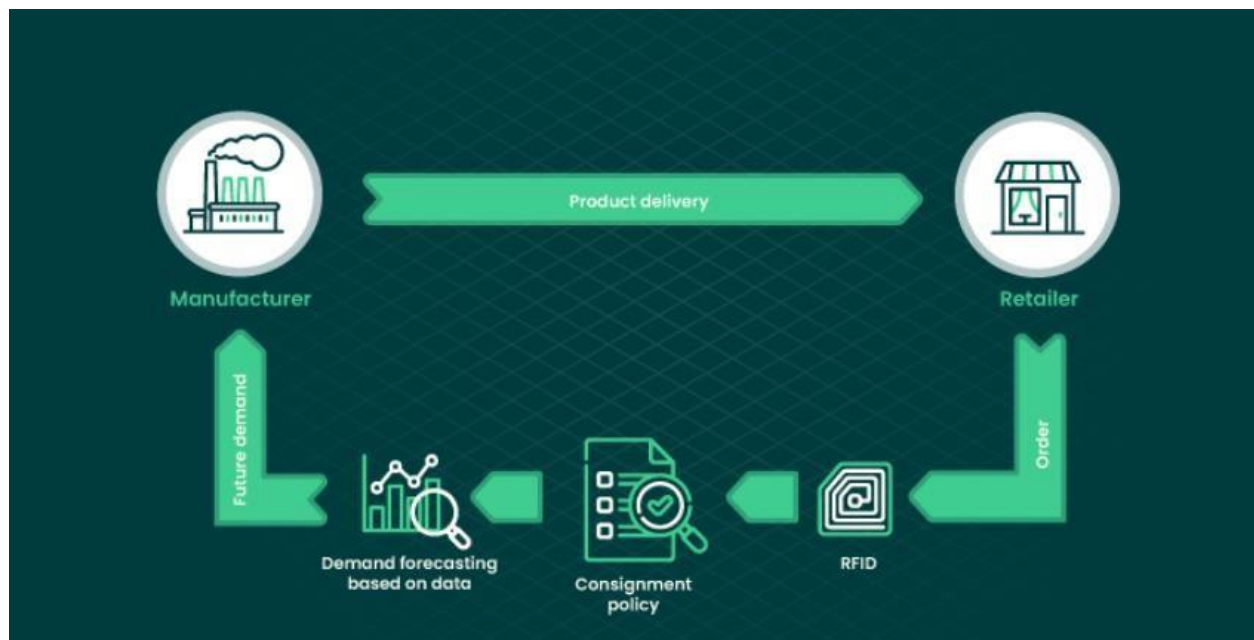 Product delivery
Manufacturer
Retailer
Future demand
Order
Demand forecasting
based on data
Consignment
policy
RFID